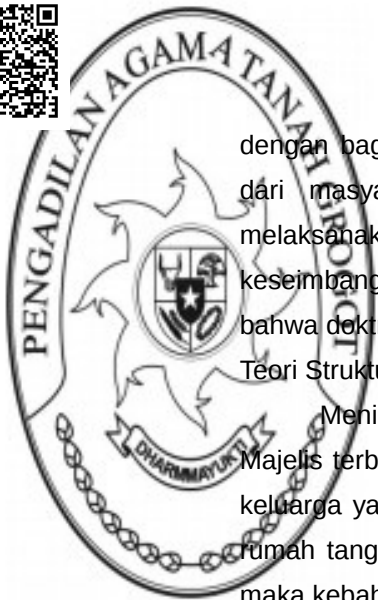 PENGADILAN AGAMA TANAH GROGOT
dengan bag
dari masya
melaksanak
keseimbang
bahwa dokt
Teori Struktu
Meni
Majelis terb
keluarga ya
rumah tang
maka kebah
DHARMMAYUKTI